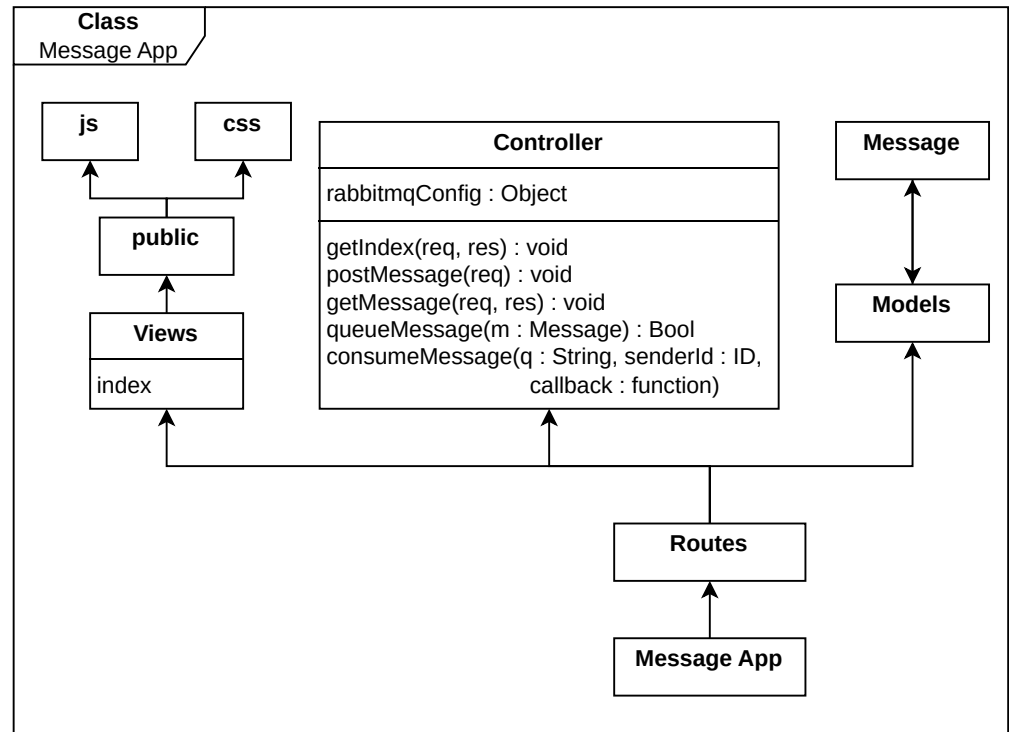 Class
Message App
js
css
public
Views
index
Controller
rabbitmqConfig : Object
getIndex(req, res) : void
postMessage(req) : void
getMessage(req, res) : void
queueMessage(m : Message) : Bool
consumeMessage(q : String, senderId : ID,
callback : function)
Message
Models
Routes
Message App